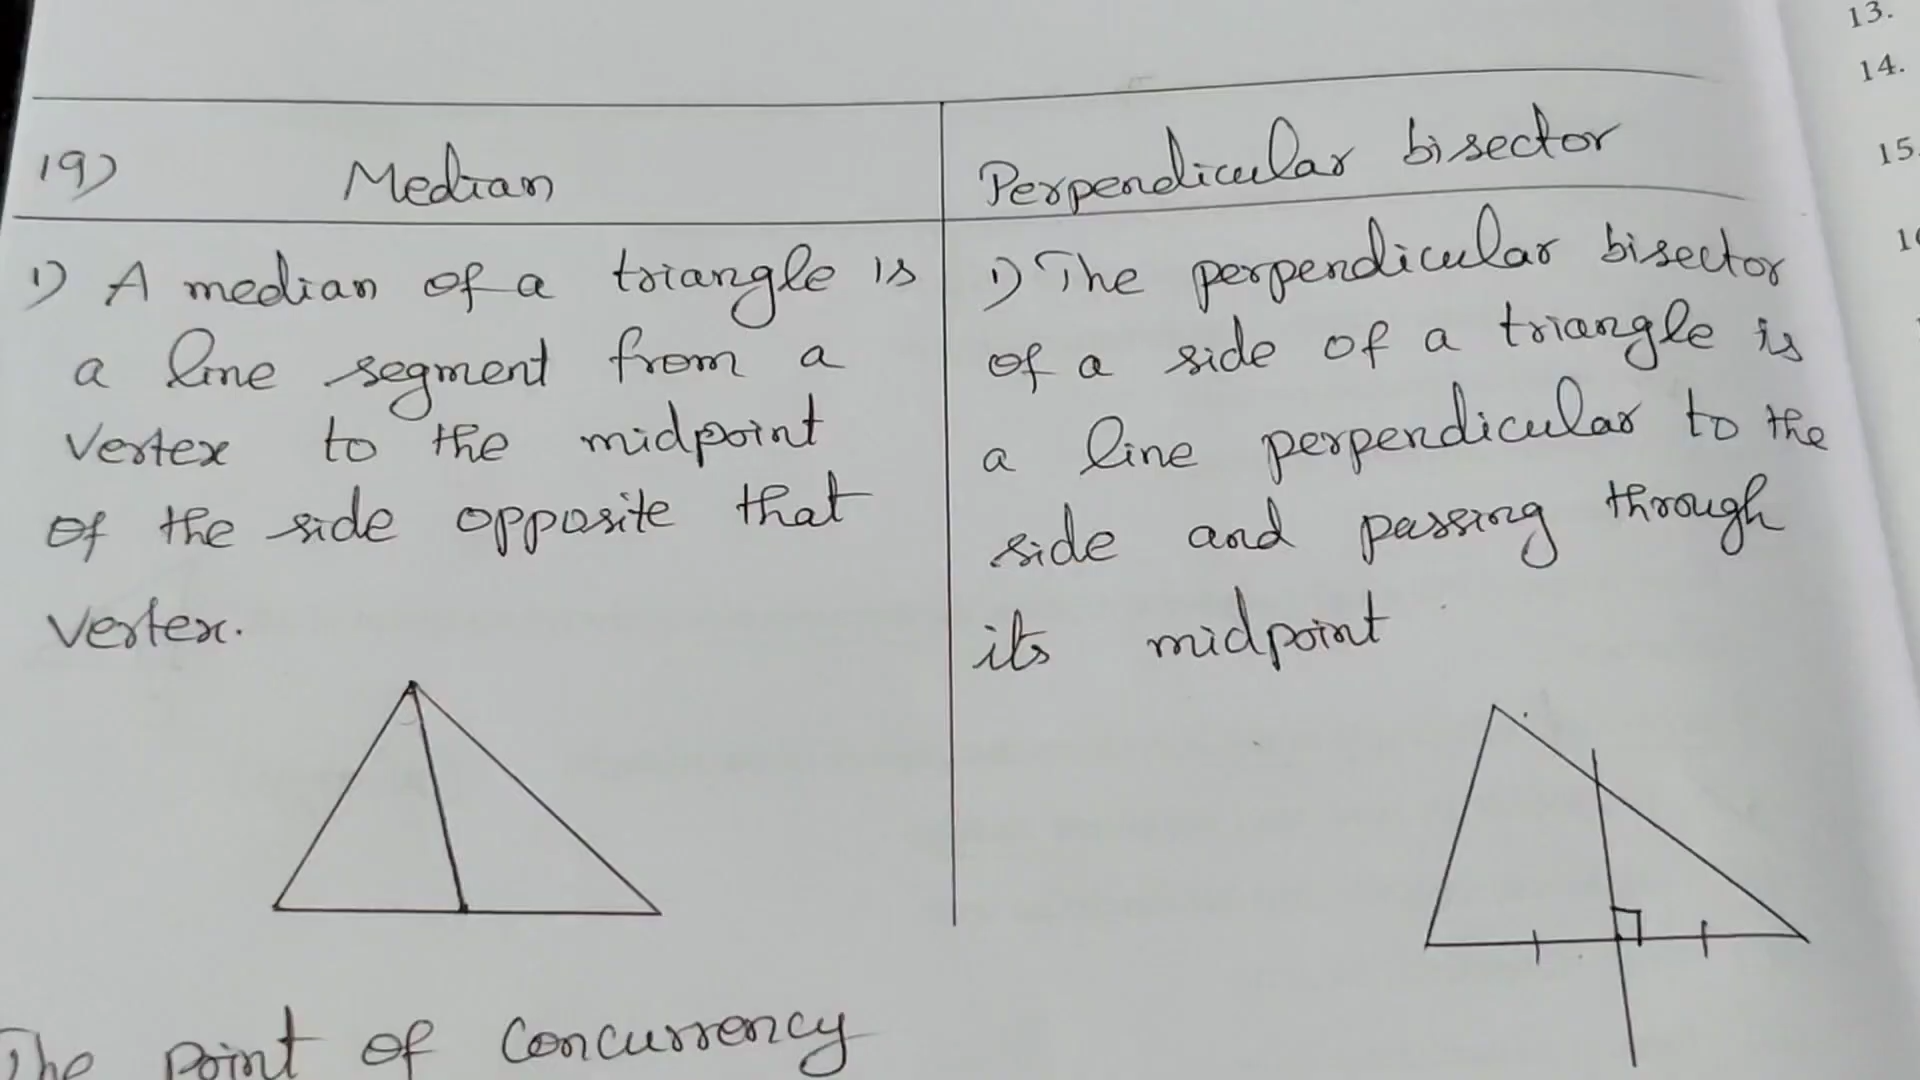 19) Median
Perpendicular bisector
1) A median of a triangle is
a line segment from a
vertex to the midpoint
of the side opposite that
vertex.
1) The perpendicular bisector
of a side of a triangle is
a line perpendicular to the
side and passing through
its midpoint
The point of concurrency
13.
14.
15.